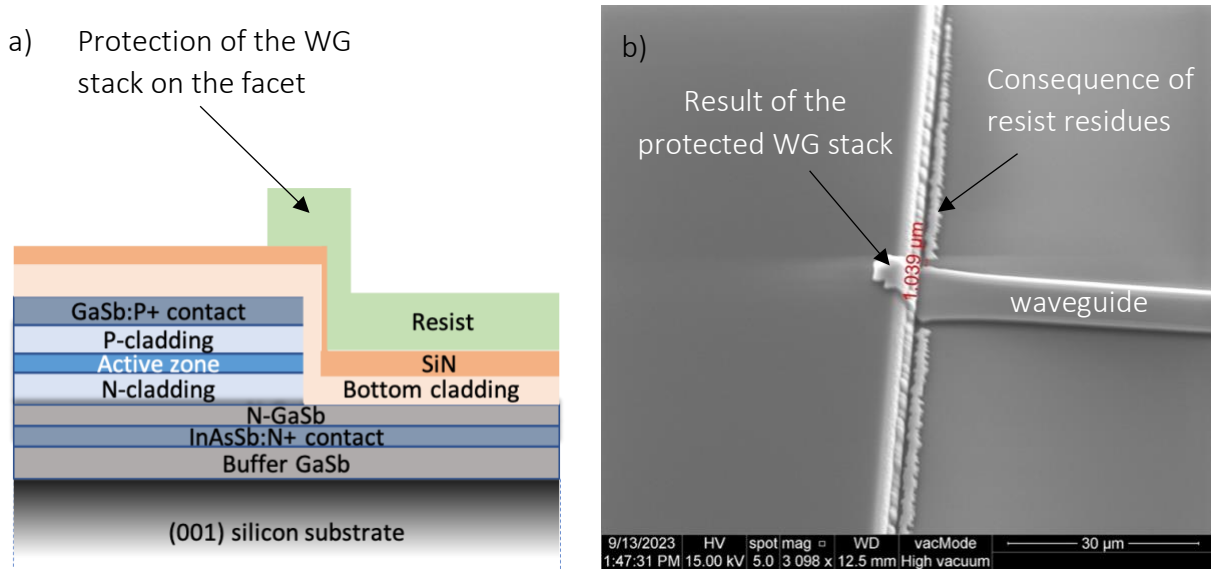 a)
Protection of the WG
stack on the facet
GaSb:P+ contact
P-cladding
Active zone
N-cladding
Resist
SiN
Bottom cladding
N-GaSb
InAsSb:N+ contact
Buffer GaSb
(001) silicon substrate
b)
Result of the
protected WG stack
Consequence of
resist residues
1.039 µm
waveguide
9/13/2023 HV spot mag □ WD vacMode 30 µm
1:47:31 PM 15.00 kV 5.0 3 098 x 12.5 mm High vacuum